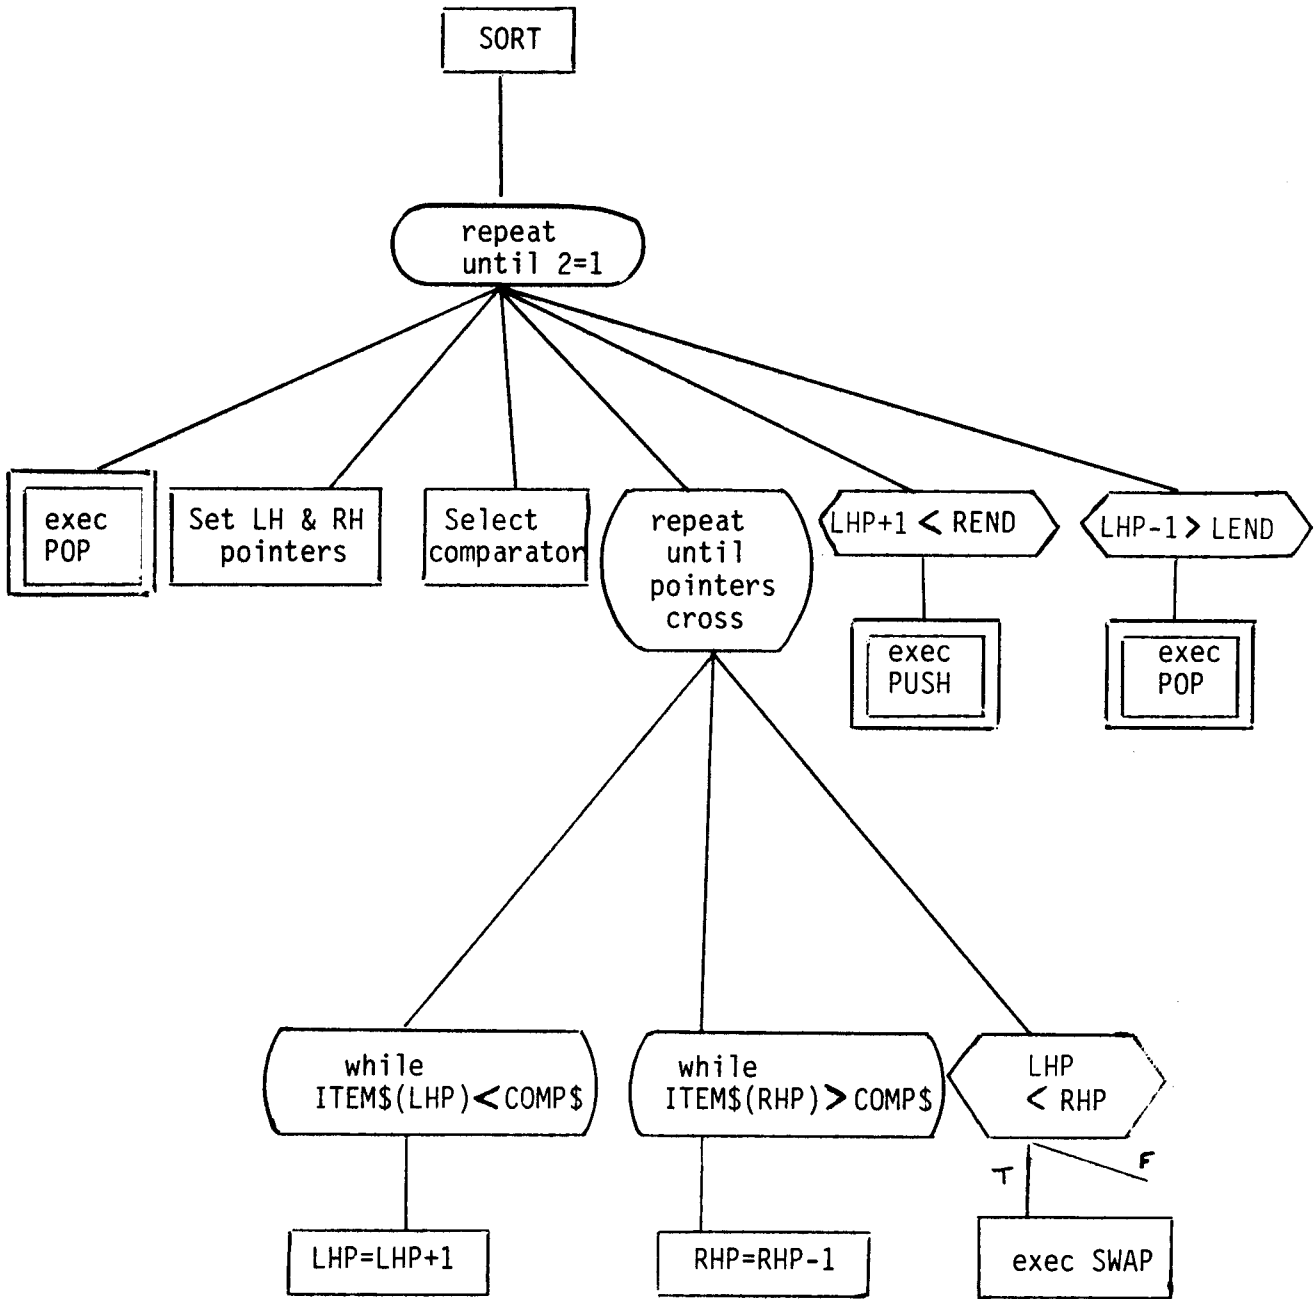 SORT
repeat
until 2=1
exec
POP
Set LH & RH
pointers
Select
comparator
repeat
until
pointers
cross
LHP+1 < REND
LHP-1 > LEND
exec
PUSH
exec
POP
while
ITEM$(LHP)<COMP$
while
ITEM$(RHP)>COMP$
LHP
< RHP
T
F
LHP=LHP+1
RHP=RHP-1
exec SWAP